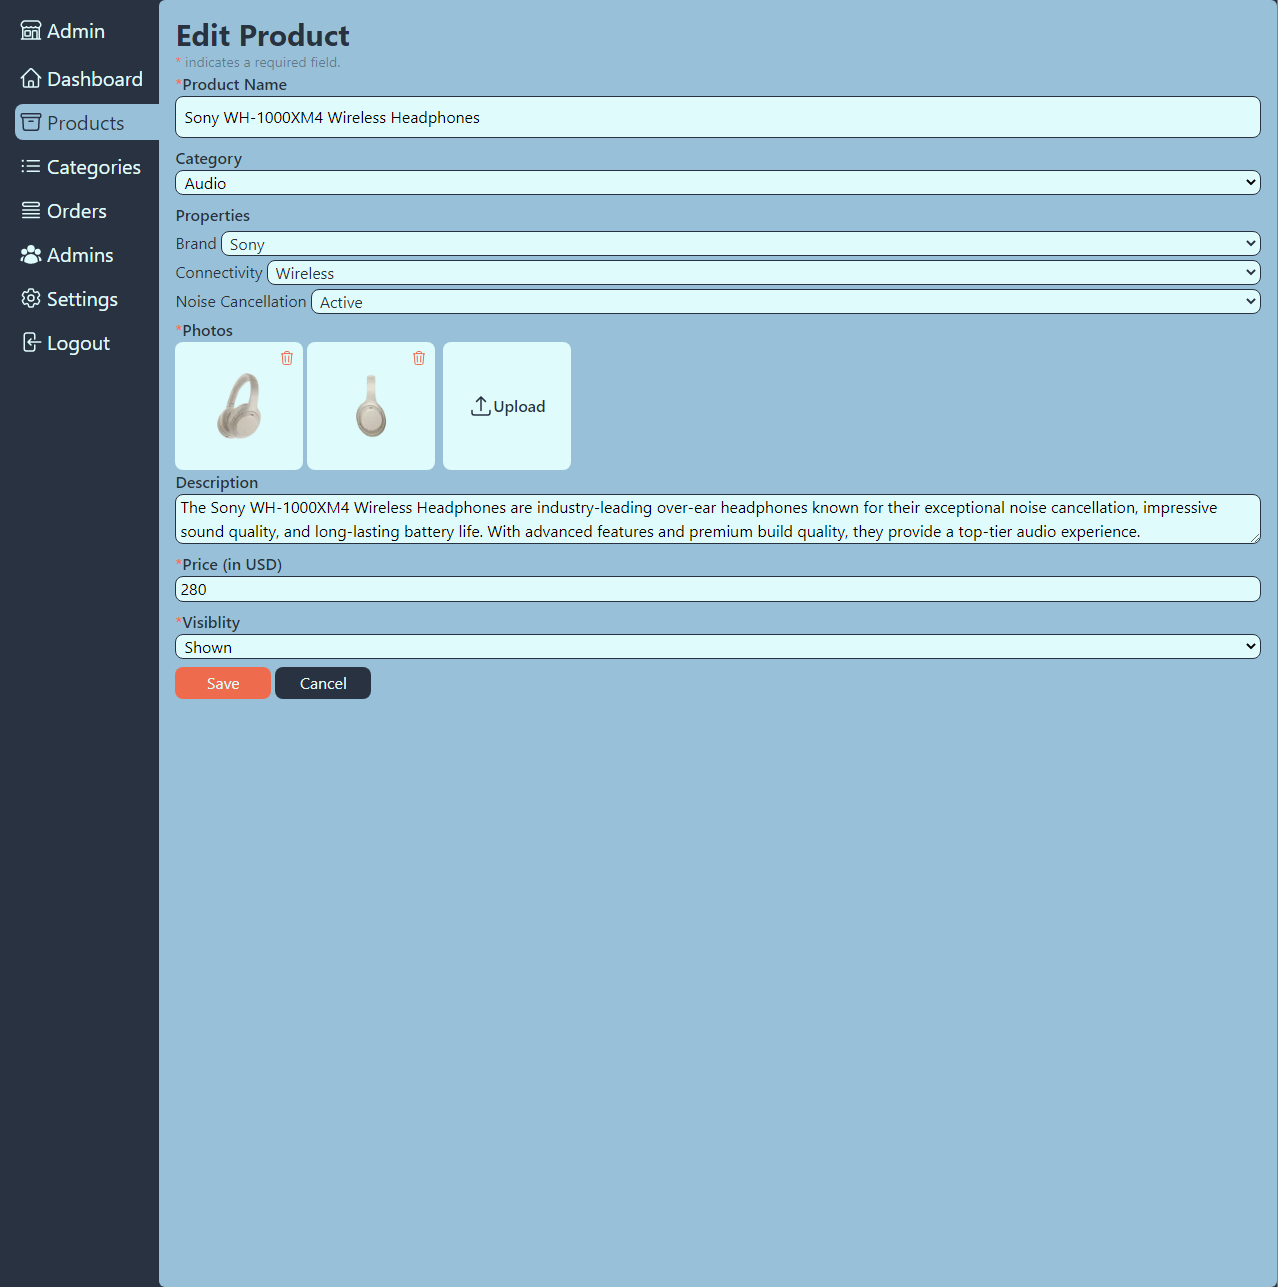 Admin
Dashboard
Products
Categories
Orders
Admins
Settings
Logout
Edit Product
* indicates a required field.
*Product Name
Sony WH-1000XM4 Wireless Headphones
Category
Audio
Properties
Brand Sony
Connectivity Wireless
Noise Cancellation Active
*Photos
Upload
Description
The Sony WH-1000XM4 Wireless Headphones are industry-leading over-ear headphones known for their exceptional noise cancellation, impressive
sound quality, and long-lasting battery life. With advanced features and premium build quality, they provide a top-tier audio experience.
*Price (in USD)
280
*Visiblity
Shown
Save Cancel